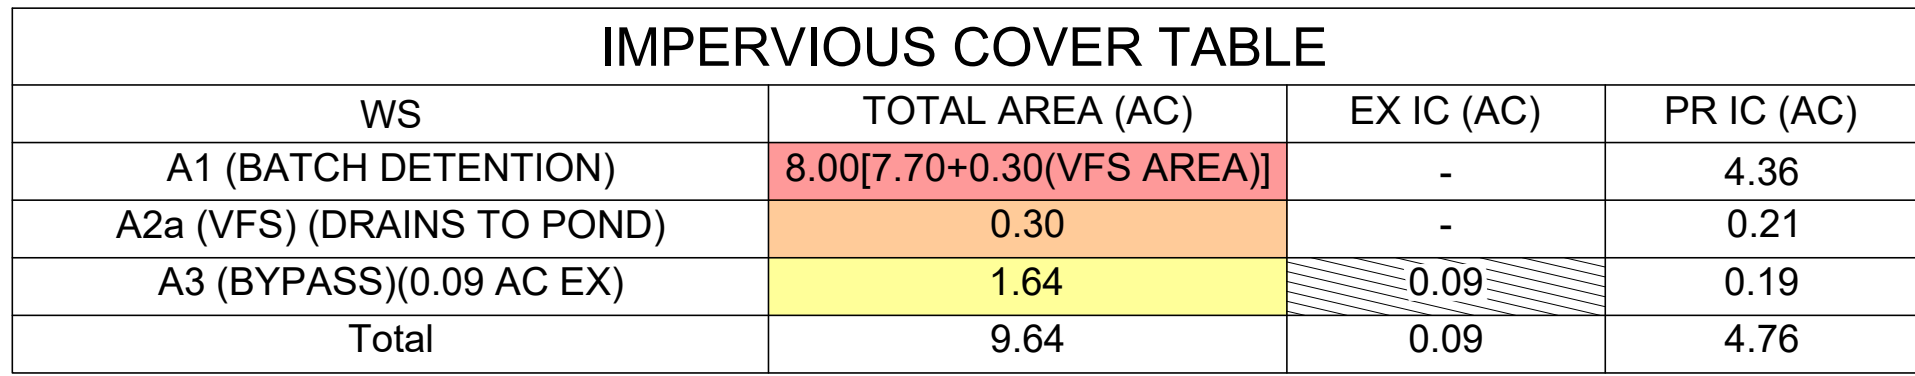 IMPERVIOUS COVER TABLE
WS TOTAL AREA (AC) EX IC (AC) PR IC (AC)
A1 (BATCH DETENTION) 8.00[7.70+0.30(VFS AREA)] - 4.36
A2a (VFS) (DRAINS TO POND) 0.30 - 0.21
A3 (BYPASS)(0.09 AC EX) 1.64 0.09 0.19
Total 9.64 0.09 4.76